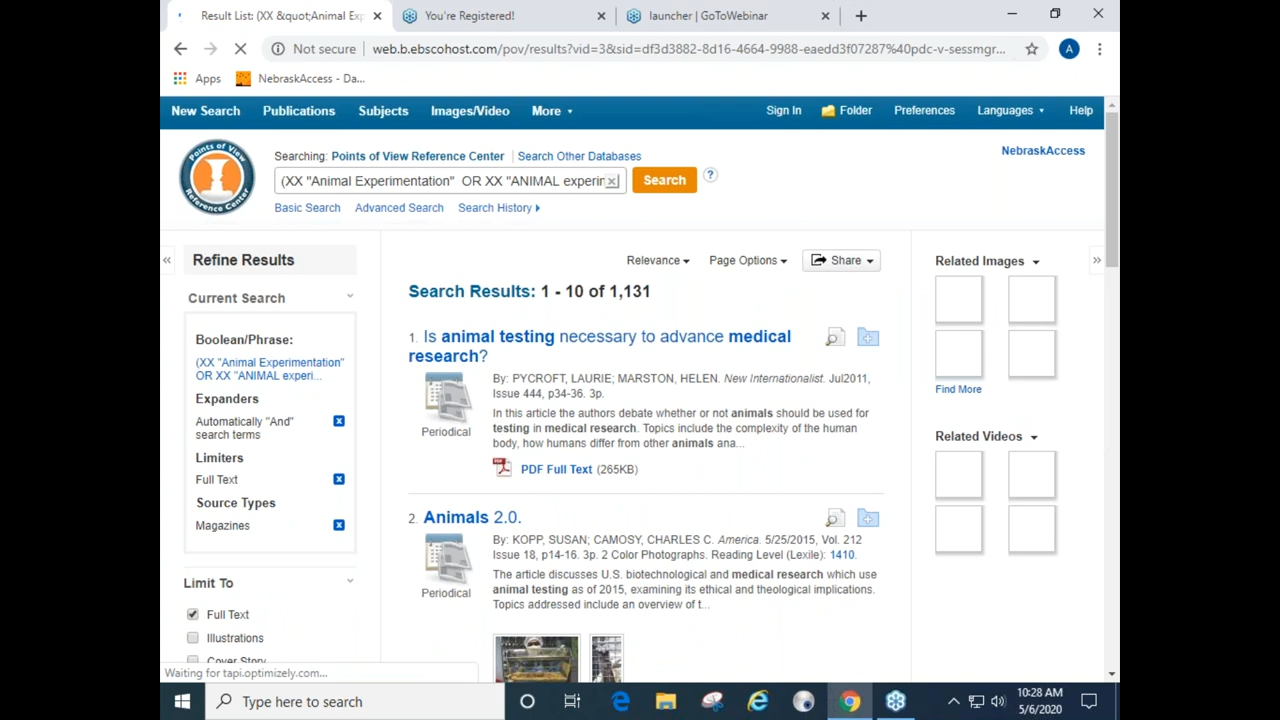 Result List: (XX &quot;Animal Exp
You're Registered!
launcher | GoToWebinar
Not secure
web.b.ebscohost.com/pov/results?vid=3&sid=df3d3882-8d16-4664-9988-eaedd3f07287%40pdc-v-sessmgr...
A
Apps
NebraskAccess - Da...
New Search
Publications
Subjects
Images/Video
More
Sign In
Folder
Preferences
Languages
Help
Points of View
Reference Center
Searching: Points of View Reference Center
Search Other Databases
NebraskAccess
(XX "Animal Experimentation" OR XX "ANIMAL experin
Search
?
Basic Search
Advanced Search
Search History
«
Refine Results
Relevance
Page Options
Share
Related Images
»
Current Search
Search Results: 1 - 10 of 1,131
Boolean/Phrase:
(XX "Animal Experimentation"
OR XX "ANIMAL experi...
Expanders
Automatically "And"
search terms
Limiters
Full Text
Source Types
Magazines
1. Is animal testing necessary to advance medical
research?
By: PYCROFT, LAURIE; MARSTON, HELEN. New Internationalist. Jul2011,
Issue 444, p34-36. 3p.
In this article the authors debate whether or not animals should be used for
testing in medical research. Topics include the complexity of the human
body, how humans differ from other animals ana...
Periodical
PDF Full Text (265KB)
Find More
Related Videos
2. Animals 2.0.
By: KOPP, SUSAN; CAMOSY, CHARLES C. America. 5/25/2015, Vol. 212
Issue 18, p14-16. 3p. 2 Color Photographs. Reading Level (Lexile): 1410.
The article discusses U.S. biotechnological and medical research which use
animal testing as of 2015, examining its ethical and theological implications.
Topics addressed include an overview of t...
Periodical
Limit To
Full Text
Illustrations
Cover Story
Waiting for tapi.optimizely.com...
Type here to search
10:28 AM
5/6/2020